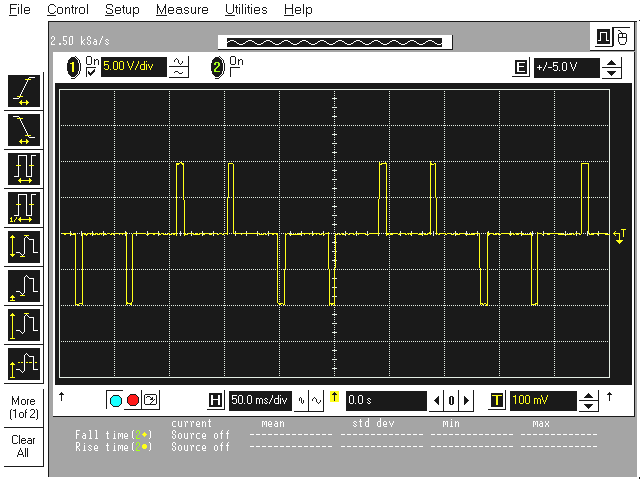 File Control Setup Measure Utilities Help
2.50 kSa/s
1 On 5.00 V/div 2 On E +/-5.0 V
1/
T
H 50.0 ms/div 0.0 s 0 T 100 mV
More
(1of 2)
Clear
All
current mean std dev min max
Fall time(2) Source off
Rise time(2) Source off